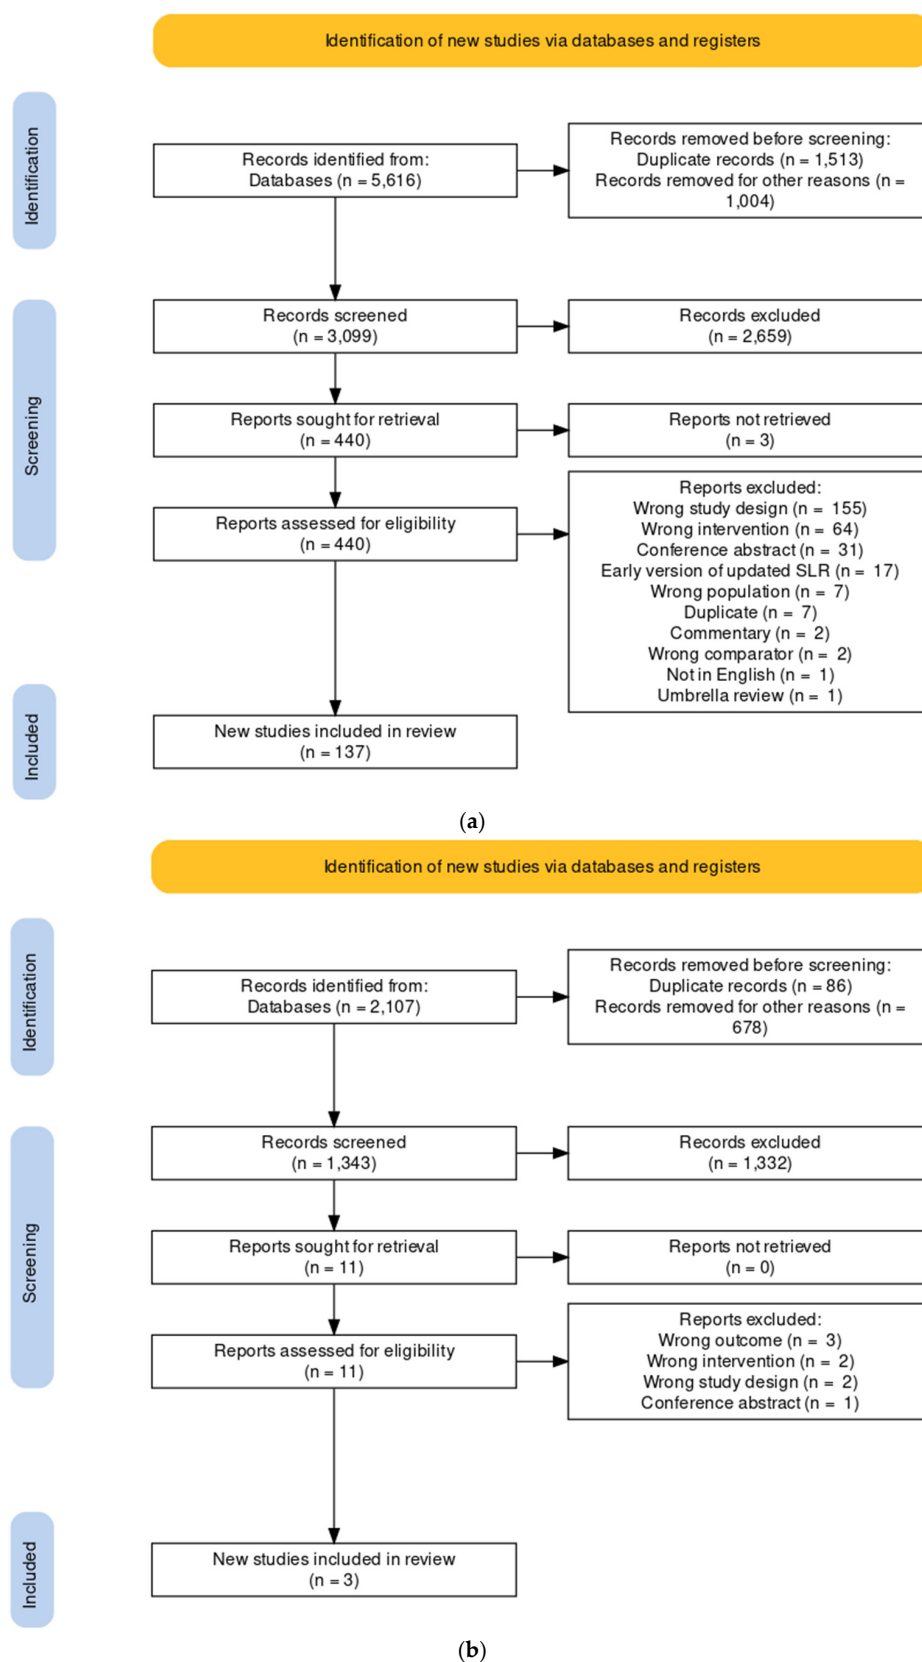 Identification of new studies via databases and registers
Identification
Records identified from:
Databases (n = 5,616)
Records removed before screening:
Duplicate records (n = 1,513)
Records removed for other reasons (n =
1,004)
Screening
Records screened
(n = 3,099)
Records excluded
(n = 2,659)
Reports sought for retrieval
(n = 440)
Reports not retrieved
(n = 3)
Reports assessed for eligibility
(n = 440)
Reports excluded:
Wrong study design (n = 155)
Wrong intervention (n = 64)
Conference abstract (n = 31)
Early version of updated SLR (n = 17)
Wrong population (n = 7)
Duplicate (n = 7)
Commentary (n = 2)
Wrong comparator (n = 2)
Not in English (n = 1)
Umbrella review (n = 1)
Included
New studies included in review
(n = 137)
(a)
Identification of new studies via databases and registers
Identification
Records identified from:
Databases (n = 2,107)
Records removed before screening:
Duplicate records (n = 86)
Records removed for other reasons (n =
678)
Screening
Records screened
(n = 1,343)
Records excluded
(n = 1,332)
Reports sought for retrieval
(n = 11)
Reports not retrieved
(n = 0)
Reports assessed for eligibility
(n = 11)
Reports excluded:
Wrong outcome (n = 3)
Wrong intervention (n = 2)
Wrong study design (n = 2)
Conference abstract (n = 1)
Included
New studies included in review
(n = 3)
(b)